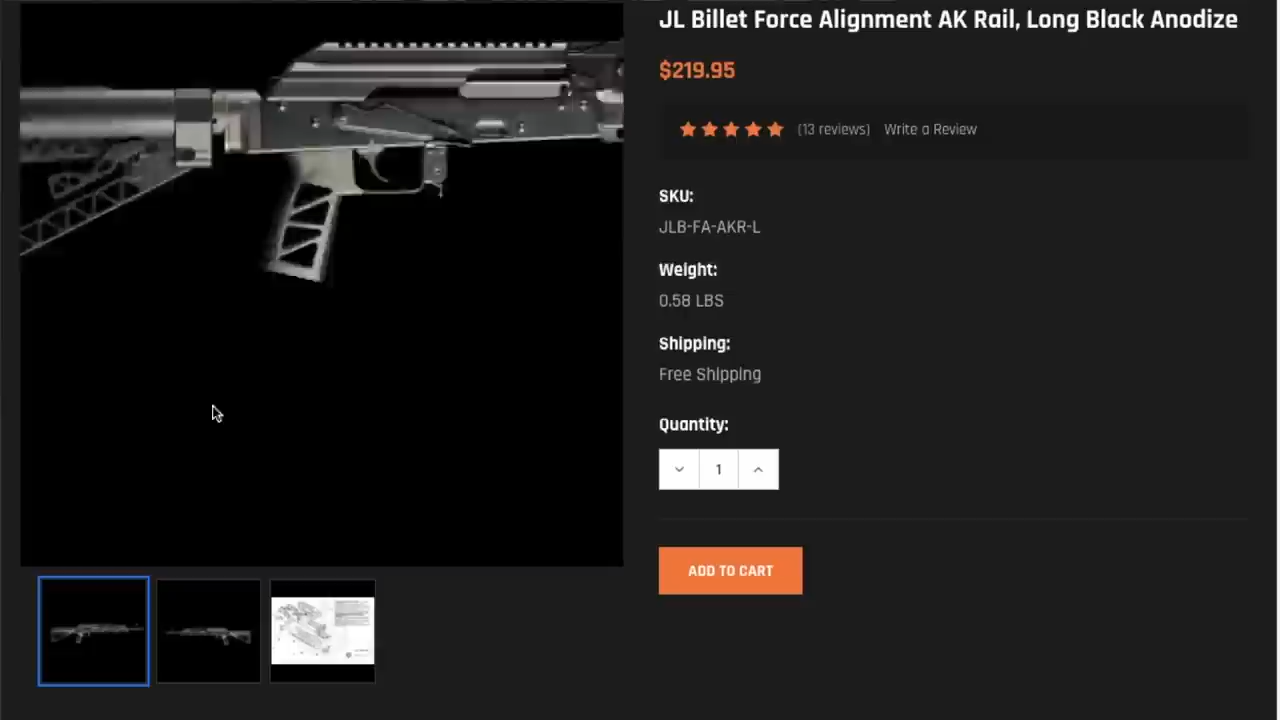 JL Billet Force Alignment AK Rail, Long Black Anodize
$219.95
(13 reviews) Write a Review
SKU:
JLB-FA-AKR-L
Weight:
0.58 LBS
Shipping:
Free Shipping
Quantity:
1
ADD TO CART